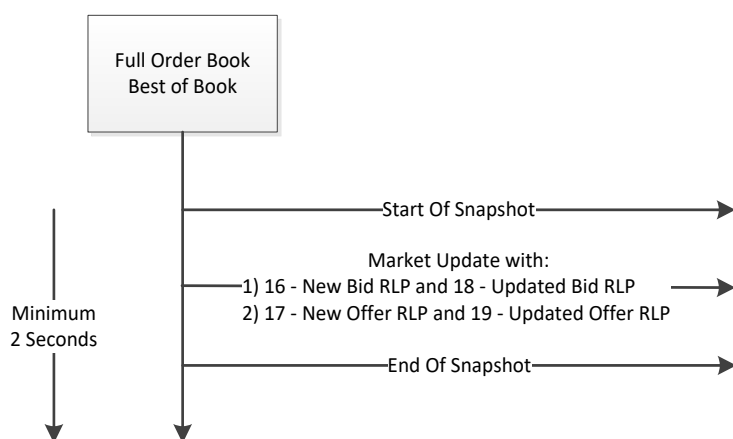 Full Order Book
Best of Book
Start Of Snapshot
Market Update with:
1) 16 - New Bid RLP and 18 - Updated Bid RLP
2) 17 - New Offer RLP and 19 - Updated Offer RLP
Minimum
2 Seconds
End Of Snapshot